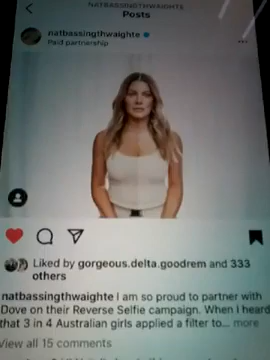 NATBASSINGTHWAIGHTE
Posts
natbassingthwaighte
Paid partnership
Liked by gorgeous.delta.goodrem and 333
others
natbassingthwaighte I am so proud to partner with
Dove on their Reverse Selfie campaign. When I heard
that 3 in 4 Australian girls applied a filter to... more
View all 15 comments